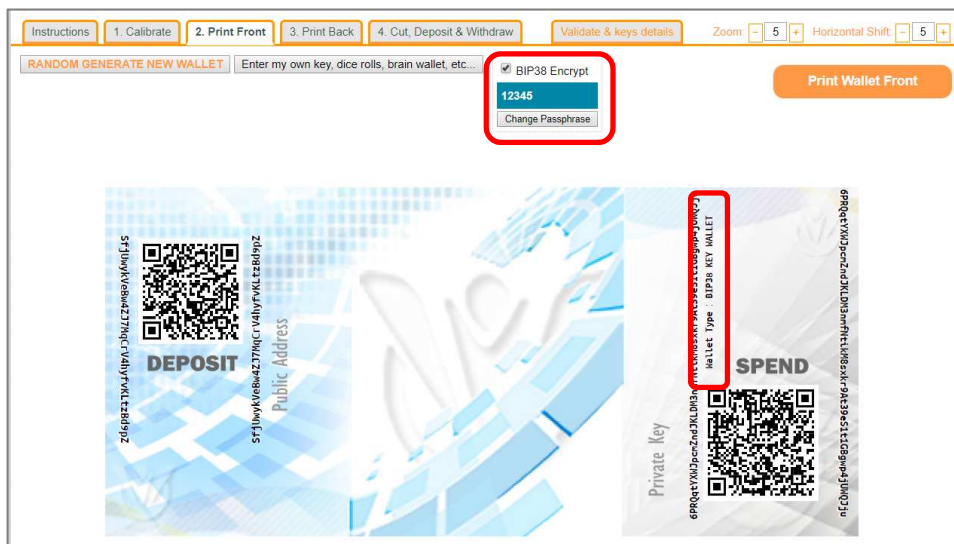 Instructions
1. Calibrate
2. Print Front
3. Print Back
4. Cut, Deposit & Withdraw
Validate & keys details
Zoom: - 5 +
Horizontal Shift: - 5 +
RANDOM GENERATE NEW WALLET
Enter my own key, dice rolls, brain wallet, etc...
BIP38 Encrypt
12345
Change Passphrase
Print Wallet Front
DEPOSIT
Public Address
Private Key
Wallet Type : BIP38 KEY WALLET
SPEND